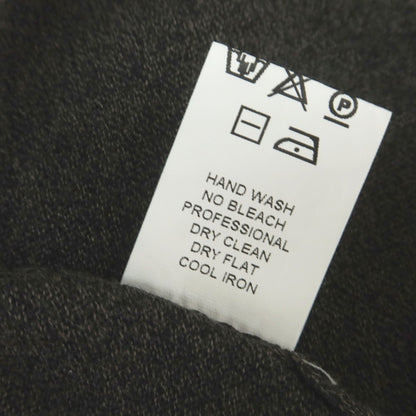 P
HAND WASH
NO BLEACH
PROFESSIONAL
DRY CLEAN
DRY FLAT
COOL IRON